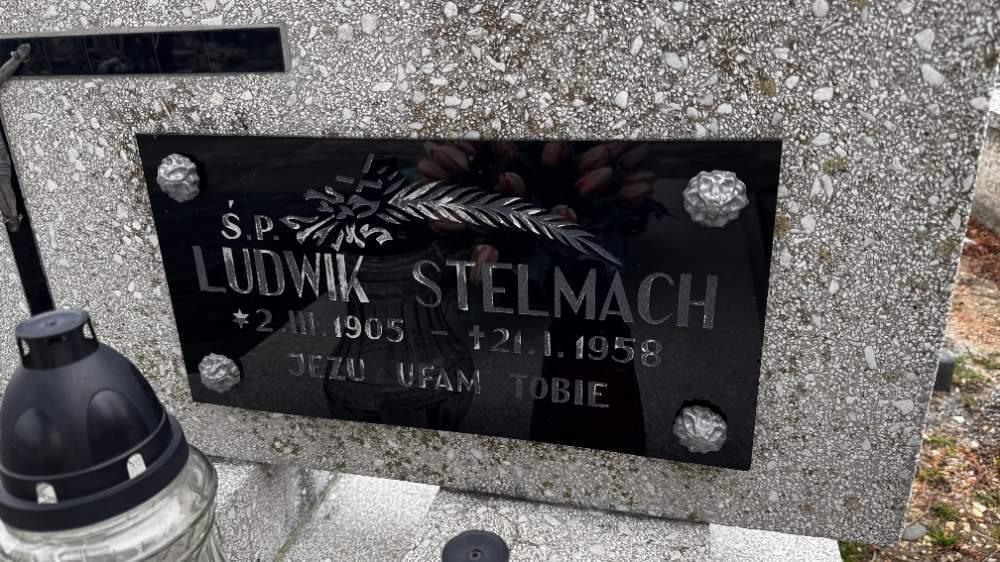 Ś.P.
LUDWIK STELMACH
*2.III.1905 - †21.I.1958
JEZU UFAM TOBIE